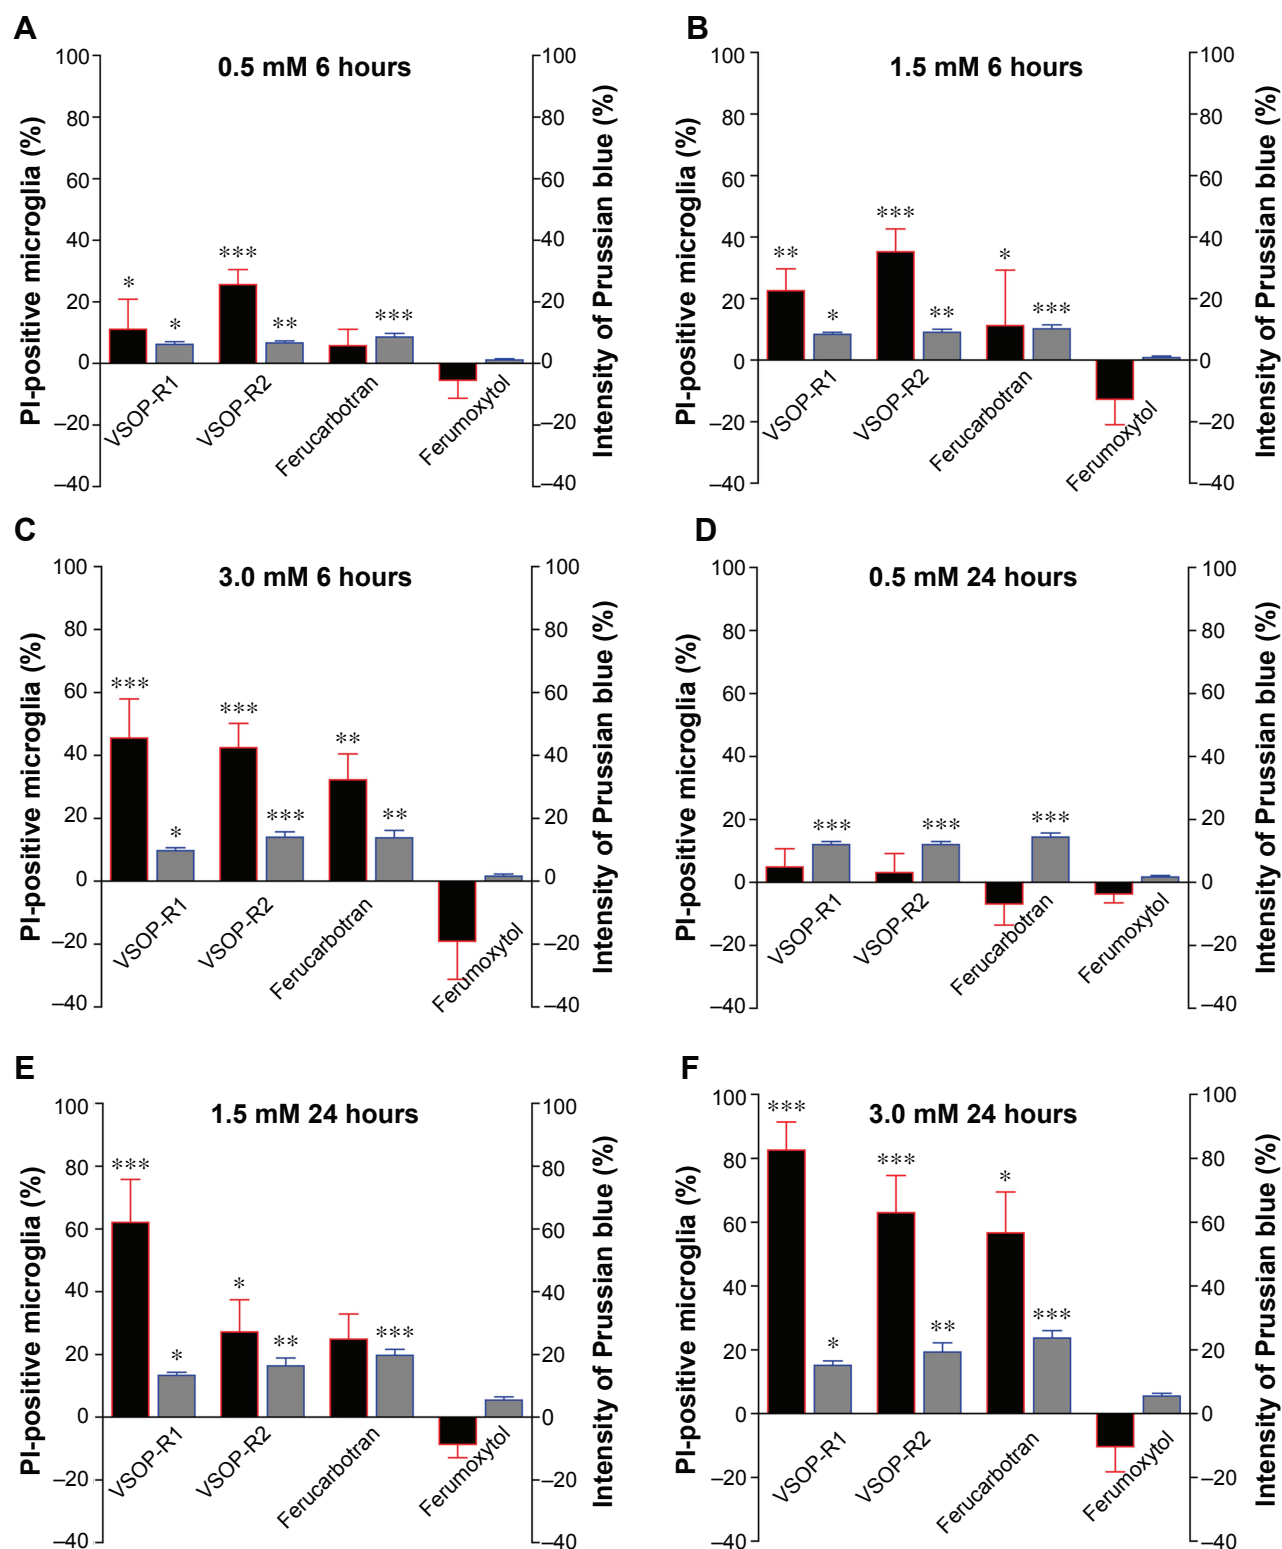 A
0.5 mM 6 hours
PI-positive microglia (%)
Intensity of Prussian blue (%)
100
80
60
40
20
0
–20
–40
100
80
60
40
20
0
–20
–40
*
*
***
**
***
VSOP-R1
VSOP-R2
Ferucarbotran
Ferumoxytol
B
1.5 mM 6 hours
PI-positive microglia (%)
Intensity of Prussian blue (%)
100
80
60
40
20
0
–20
–40
100
80
60
40
20
0
–20
–40
**
*
***
**
*
***
VSOP-R1
VSOP-R2
Ferucarbotran
Ferumoxytol
C
3.0 mM 6 hours
PI-positive microglia (%)
Intensity of Prussian blue (%)
100
80
60
40
20
0
–20
–40
100
80
60
40
20
0
–20
–40
***
*
***
***
**
**
VSOP-R1
VSOP-R2
Ferucarbotran
Ferumoxytol
D
0.5 mM 24 hours
PI-positive microglia (%)
Intensity of Prussian blue (%)
100
80
60
40
20
0
–20
–40
100
80
60
40
20
0
–20
–40
***
***
***
VSOP-R1
VSOP-R2
Ferucarbotran
Ferumoxytol
E
1.5 mM 24 hours
PI-positive microglia (%)
Intensity of Prussian blue (%)
100
80
60
40
20
0
–20
–40
100
80
60
40
20
0
–20
–40
***
*
*
**
***
VSOP-R1
VSOP-R2
Ferucarbotran
Ferumoxytol
F
3.0 mM 24 hours
PI-positive microglia (%)
Intensity of Prussian blue (%)
100
80
60
40
20
0
–20
–40
100
80
60
40
20
0
–20
–40
***
*
***
**
*
***
VSOP-R1
VSOP-R2
Ferucarbotran
Ferumoxytol